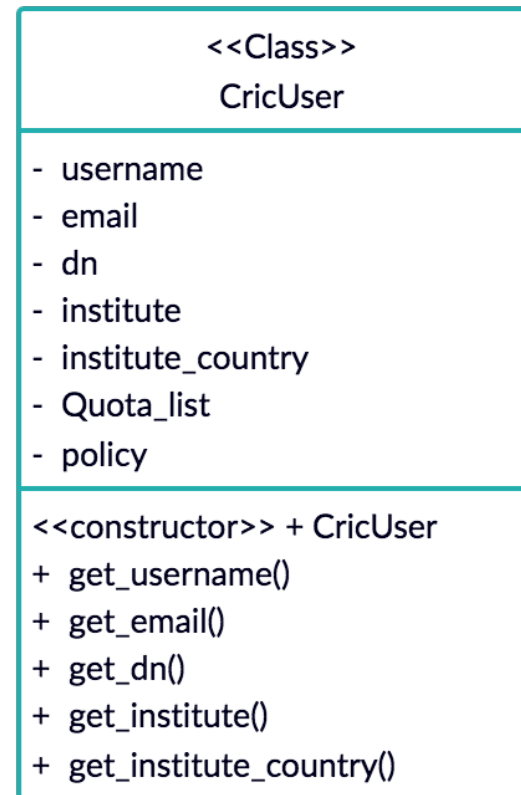 <<Class>>
CricUser
- username
- email
- dn
- institute
- institute_country
- Quota_list
- policy
<<constructor>> + CricUser
+ get_username()
+ get_email()
+ get_dn()
+ get_institute()
+ get_institute_country()